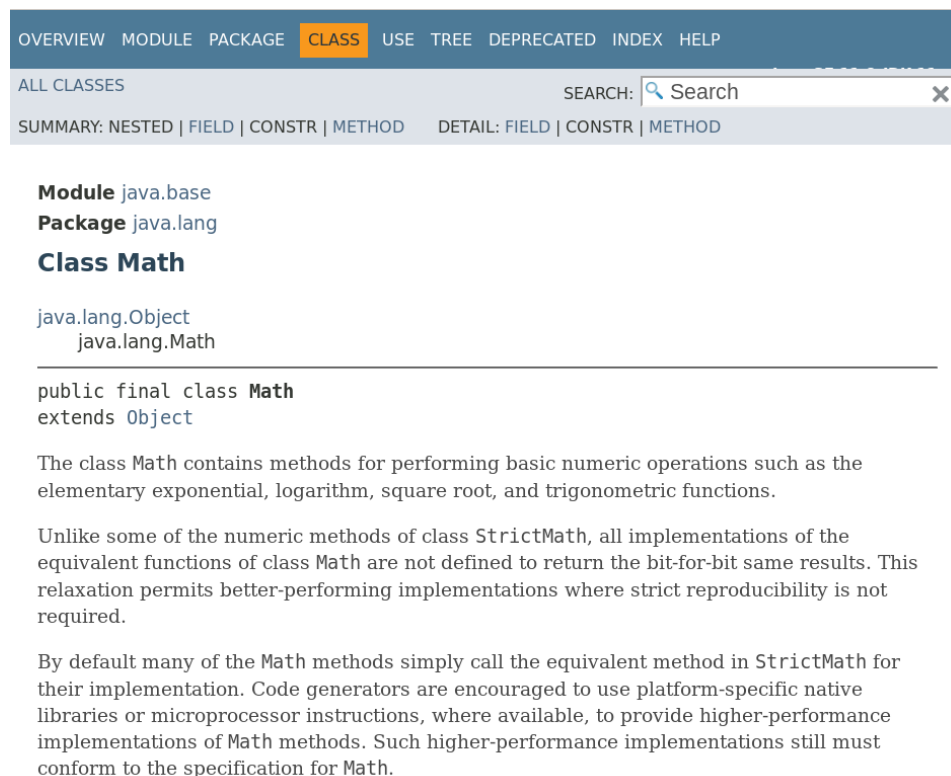 OVERVIEW MODULE PACKAGE CLASS USE TREE DEPRECATED INDEX HELP
ALL CLASSES
SEARCH: Search
SUMMARY: NESTED | FIELD | CONSTR | METHOD DETAIL: FIELD | CONSTR | METHOD
Module java.base
Package java.lang
Class Math
java.lang.Object
java.lang.Math
public final class Math
extends Object
The class Math contains methods for performing basic numeric operations such as the
elementary exponential, logarithm, square root, and trigonometric functions.
Unlike some of the numeric methods of class StrictMath, all implementations of the
equivalent functions of class Math are not defined to return the bit-for-bit same results. This
relaxation permits better-performing implementations where strict reproducibility is not
required.
By default many of the Math methods simply call the equivalent method in StrictMath for
their implementation. Code generators are encouraged to use platform-specific native
libraries or microprocessor instructions, where available, to provide higher-performance
implementations of Math methods. Such higher-performance implementations still must
conform to the specification for Math.